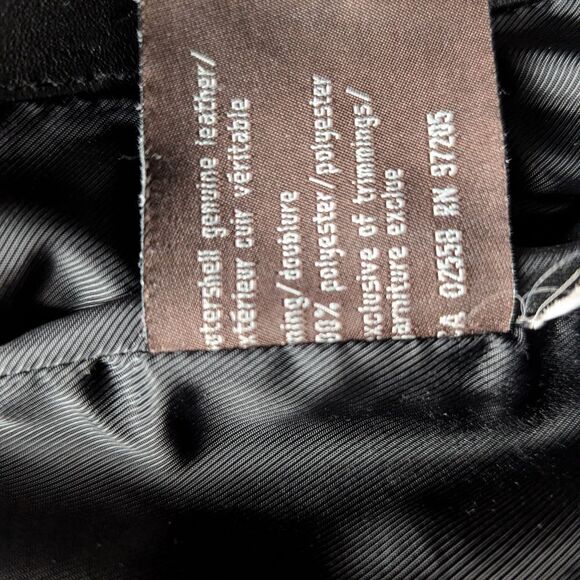 outershell genuine leather/
extérieur cuir véritable
lining/doublure
100% polyester/polyester
exclusive of trimmings/
garniture exclue
CA 02558 RN 97205